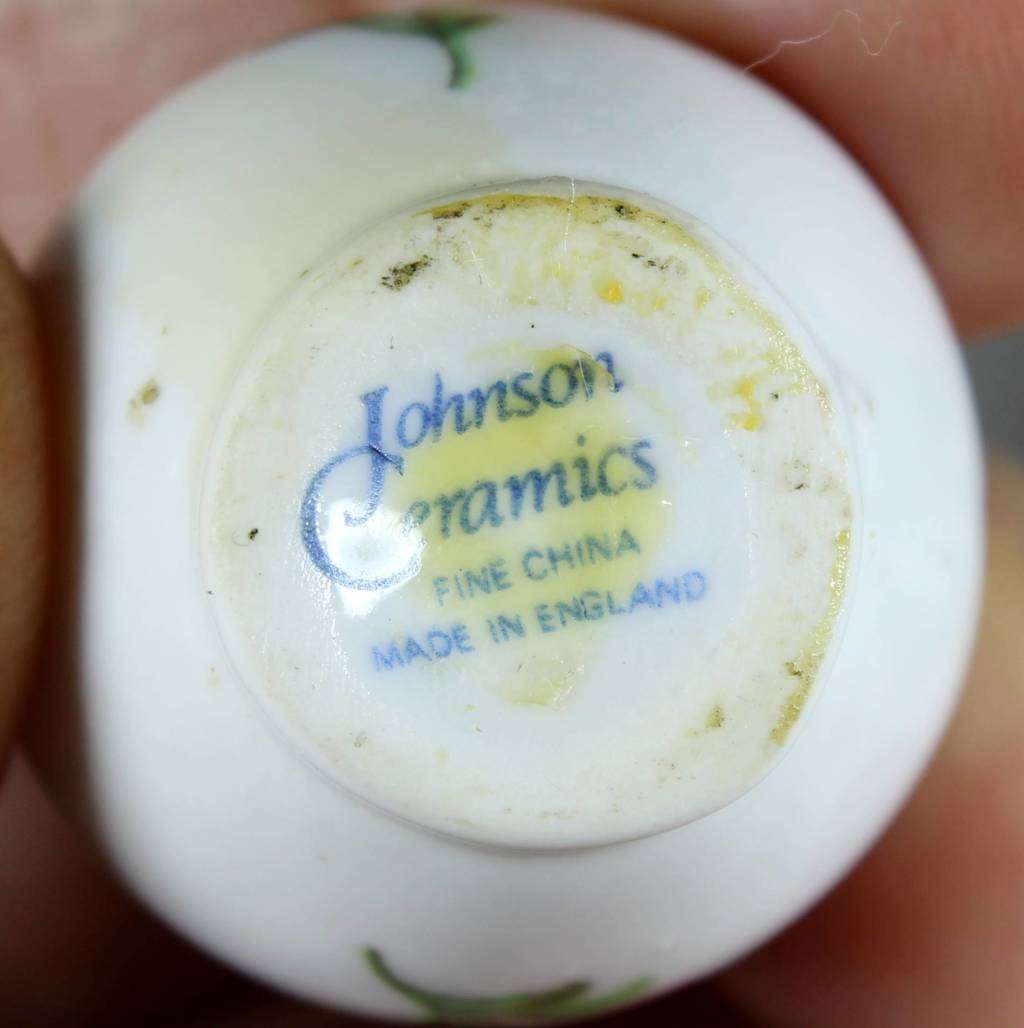 Johnson
Ceramics
FINE CHINA
MADE IN ENGLAND